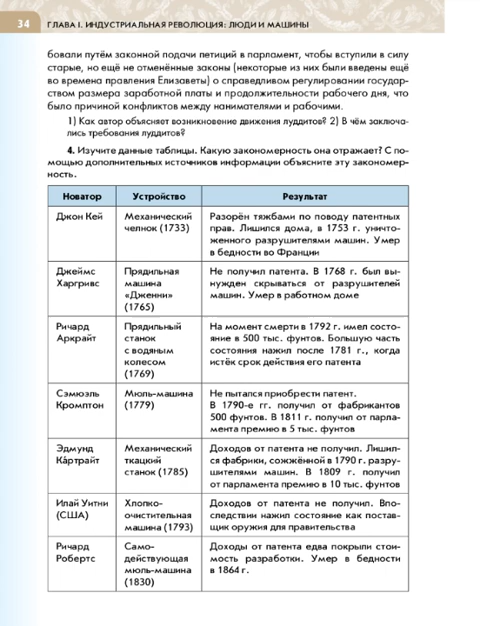 34 ГЛАВА I. ИНДУСТРИАЛЬНАЯ РЕВОЛЮЦИЯ: ЛЮДИ И МАШИНЫ
бовали путём законной подачи петиций в парламент, чтобы вступили в силу
старые, но ещё не отменённые законы (некоторые из них были введены ещё
во времена правления Елизаветы) о справедливом регулировании государ-
ством размера заработной платы и продолжительности рабочего дня, что
было причиной конфликтов между нанимателями и рабочими.
1) Как автор объясняет возникновение движения луддитов? 2) В чём заключа-
лись требования луддитов?
4. Изучите данные таблицы. Какую закономерность она отражает? С по-
мощью дополнительных источников информации объясните эту закономер-
ность.
Новатор Устройство Результат
Джон Кей Механический Разорён тяжбами по поводу патентных
челнок (1733) прав. Лишился дома, в 1753 г. уничто-
женного разрушителями машин. Умер
в бедности во Франции
Джеймс Прядильная Не получил патента. В 1768 г. был вы-
Харгривс машина нужден скрываться от разрушителей
«Дженни» машин. Умер в работном доме
(1765)
Ричард Прядильный На момент смерти в 1792 г. имел состо-
Аркрайт станок яние в 500 тыс. фунтов. Большую часть
с водяным состояния нажил после 1781 г., когда
колесом истёк срок действия его патента
(1769)
Сэмюэль Мюль-машина Не пытался приобрести патент.
Кромптон (1779) В 1790-е гг. получил от фабрикантов
500 фунтов. В 1811 г. получил от парла-
мента премию в 5 тыс. фунтов
Эдмунд Механический Доходов от патента не получил. Лишил-
Ка́ртрайт ткацкий ся фабрики, сожжённой в 1790 г. разру-
станок (1785) шителями машин. В 1809 г. получил
от парламента премию в 10 тыс. фунтов
Илай Уитни Хлопко- Доходов от патента не получил. Впо-
(США) очистительная следствии нажил состояние как постав-
машина (1793) щик оружия для правительства
Ричард Само- Доходы от патента едва покрыли стои-
Робертс действующая мость разработки. Умер в бедности
мюль-машина в 1864 г.
(1830)